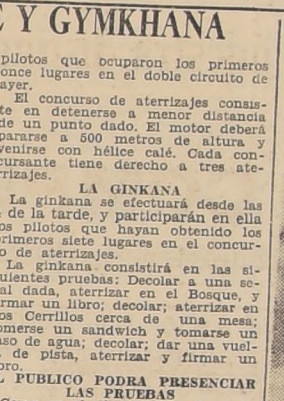 E Y GYMKHANA
pilotos que ocuparon los primeros
once lugares en el doble circuito de
ayer.
El concurso de aterrizajes consis-
te en detenerse a menor distancia
de un punto dado. El motor deberá
pararse a 500 metros de altura y
venirse con hélice calé. Cada con-
cursante tiene derecho a tres ate-
rrizajes.
LA GINKANA
La ginkana se efectuará desde las
de la tarde, y participarán en ella
los pilotos que hayan obtenido los
primeros siete lugares en el concur-
so de aterrizajes.
La ginkana consistirá en las si-
guientes pruebas: Decolar a una se-
ñal dada, aterrizar en el Bosque, y
firmar un libro; decolar; aterrizar en
Los Cerrillos cerca de una mesa;
comerse un sandwich y tomarse un
vaso de agua; decolar; dar una vuel-
de pista, aterrizar y firmar un
libro.
EL PUBLICO PODRA PRESENCIAR
LAS PRUEBAS